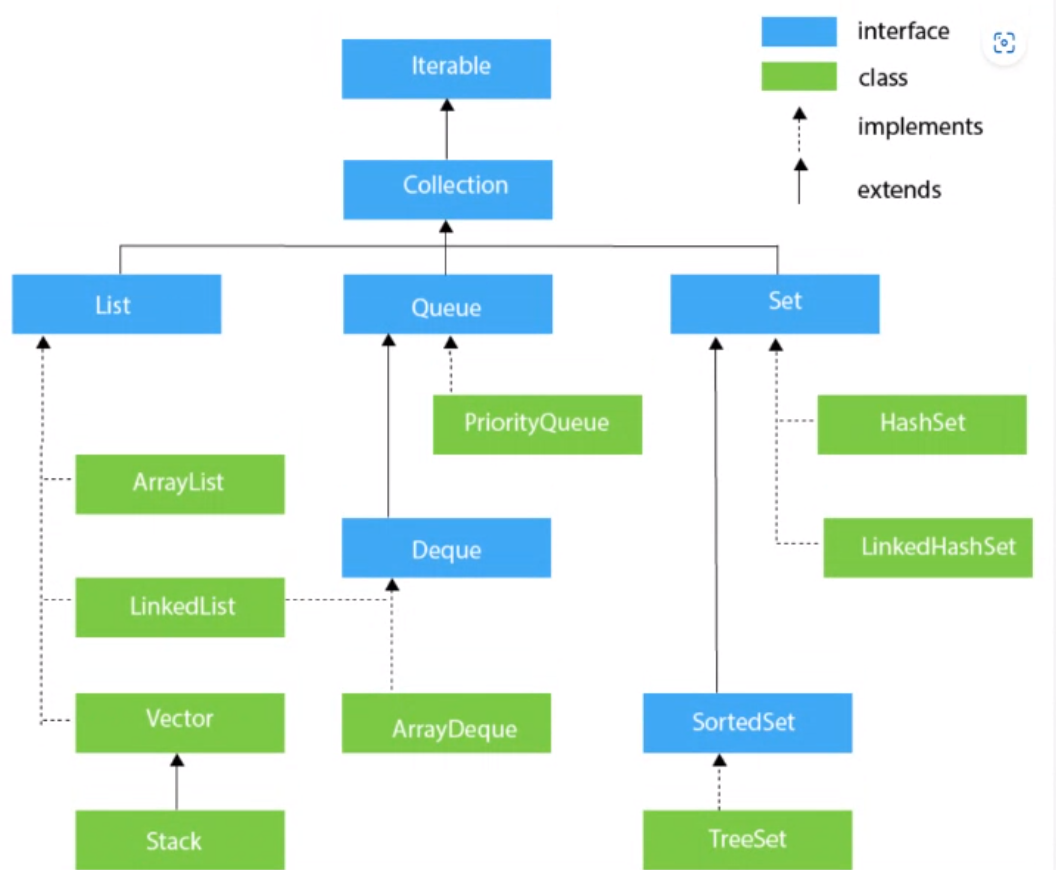 interface
Iterable
class
implements
Collection
extends
List
Queue
Set
PriorityQueue
HashSet
ArrayList
Deque
LinkedHashSet
LinkedList
Vector
ArrayDeque
SortedSet
Stack
TreeSet